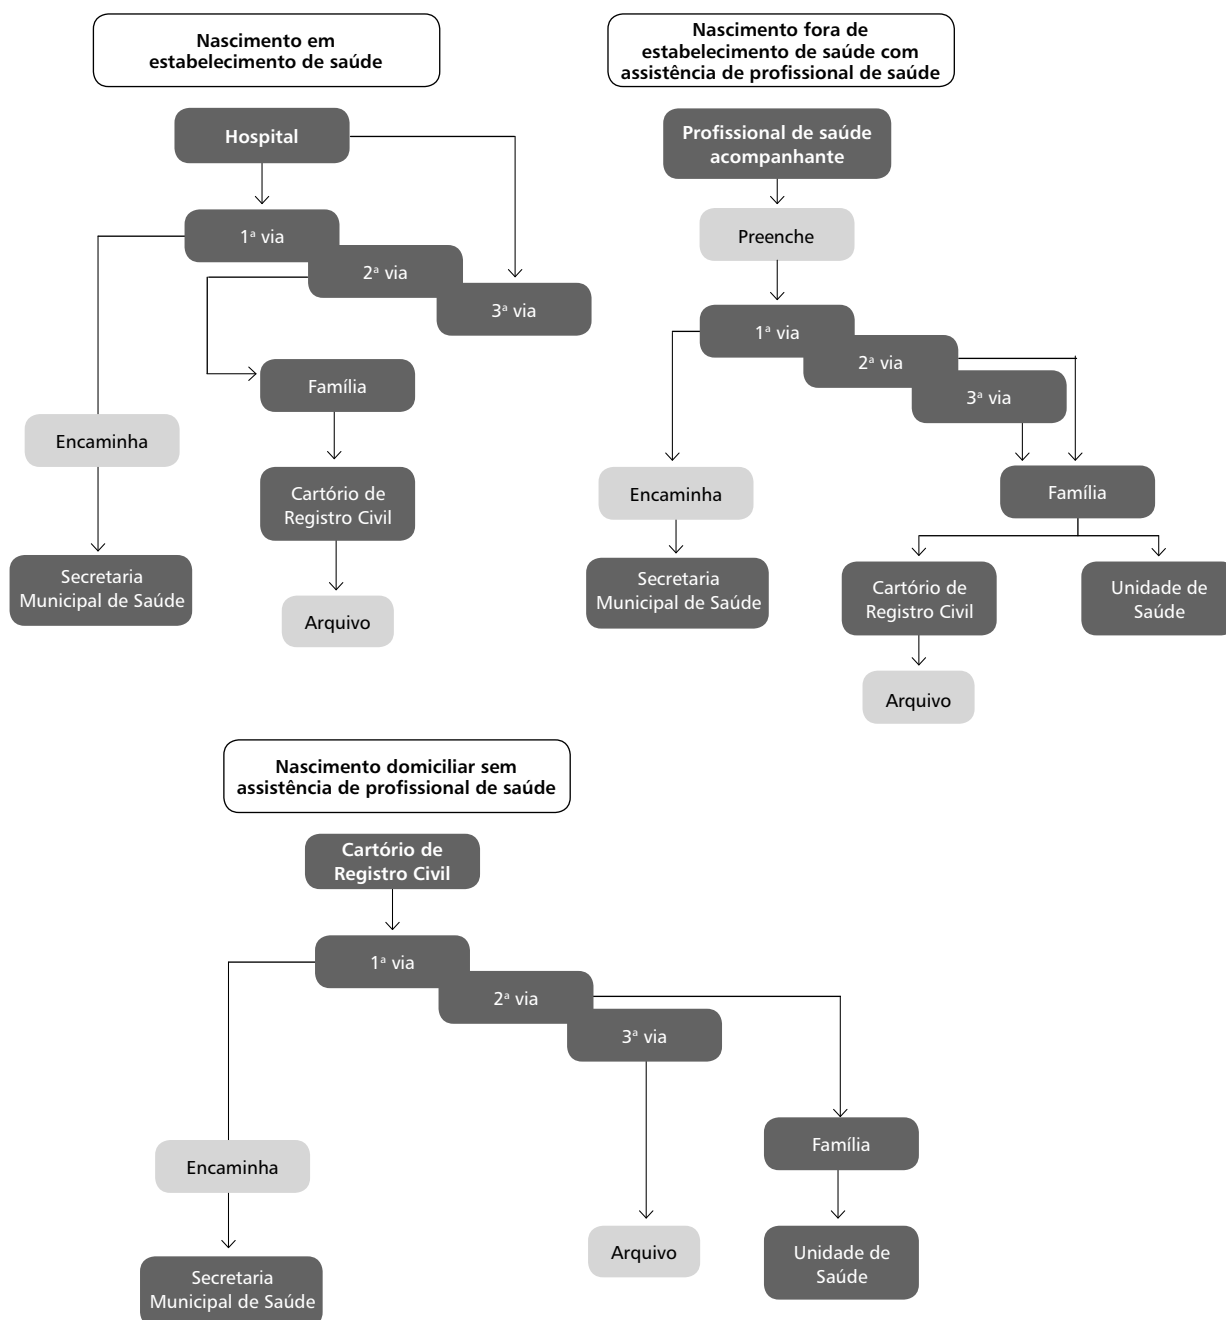 Nascimento em
estabelecimento de saúde
Hospital
1ª via
2ª via
3ª via
Família
Encaminha
Cartório de
Registro Civil
Secretaria
Municipal de Saúde
Arquivo
Nascimento fora de
estabelecimento de saúde com
assistência de profissional de saúde
Profissional de saúde
acompanhante
Preenche
1ª via
2ª via
3ª via
Encaminha
Família
Secretaria
Municipal de Saúde
Cartório de
Registro Civil
Unidade de
Saúde
Arquivo
Nascimento domiciliar sem
assistência de profissional de saúde
Cartório de
Registro Civil
1ª via
2ª via
3ª via
Encaminha
Família
Secretaria
Municipal de Saúde
Arquivo
Unidade de
Saúde